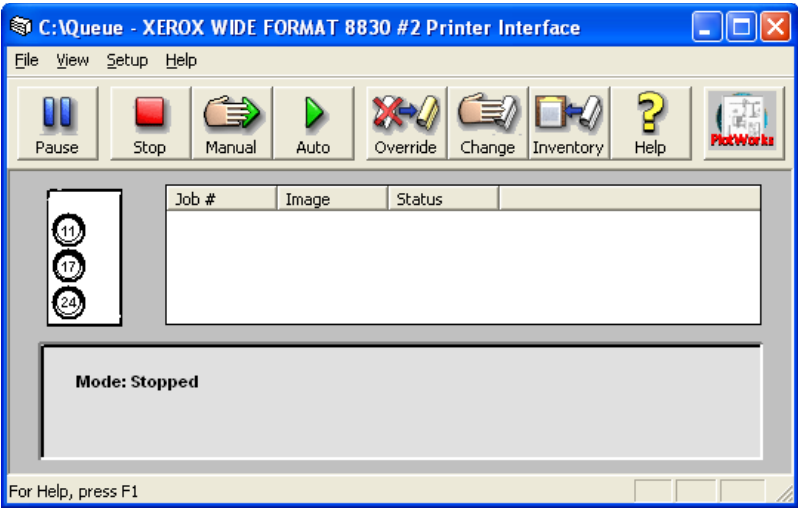 C:\Queue - XEROX WIDE FORMAT 8830 #2 Printer Interface
File View Setup Help
Pause Stop Manual Auto Override Change Inventory Help PlotWorks
Job # Image Status
11
17
24
Mode: Stopped
For Help, press F1